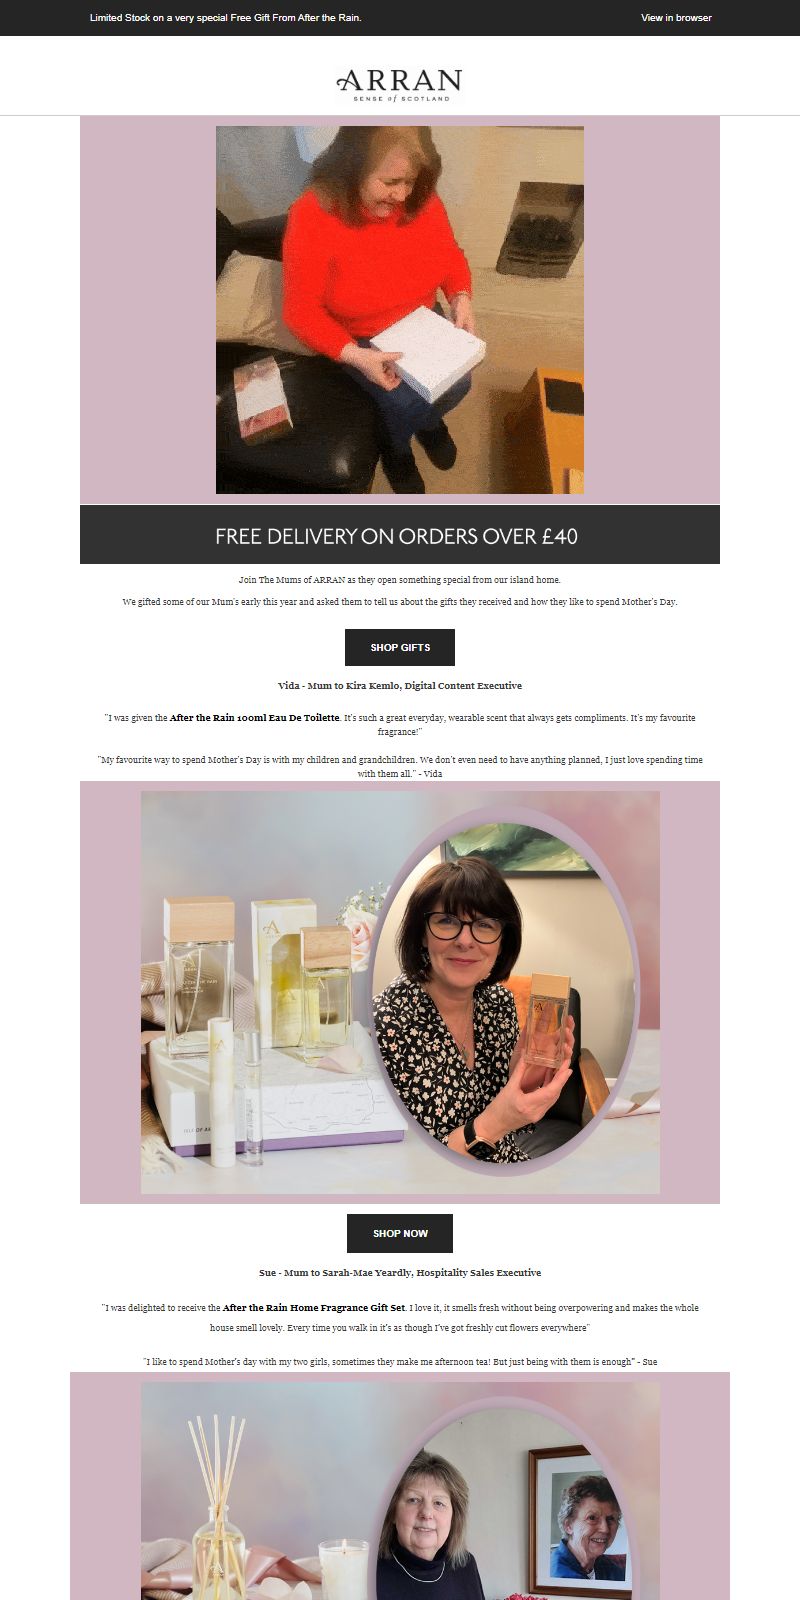 Limited Stock on a very special Free Gift From After the Rain.
View in browser
ARRAN
SENSE of SCOTLAND
FREE DELIVERY ON ORDERS OVER £40
Join The Mums of ARRAN as they open something special from our island home.
We gifted some of our Mum's early this year and asked them to tell us about the gifts they received and how they like to spend Mother's Day.
SHOP GIFTS
Vida - Mum to Kira Kemlo, Digital Content Executive
"I was given the After the Rain 100ml Eau De Toilette. It's such a great everyday, wearable scent that always gets compliments. It's my favourite
fragrance!"
"My favourite way to spend Mother's Day is with my children and grandchildren. We don't even need to have anything planned, I just love spending time
with them all." - Vida
ARRAN
ARRAN
ISLE OF
SHOP NOW
Sue - Mum to Sarah-Mae Yeardly, Hospitality Sales Executive
"I was delighted to receive the After the Rain Home Fragrance Gift Set. I love it, it smells fresh without being overpowering and makes the whole
house smell lovely. Every time you walk in it's as though I've got freshly cut flowers everywhere"
"I like to spend Mother's day with my two girls, sometimes they make me afternoon tea! But just being with them is enough" - Sue